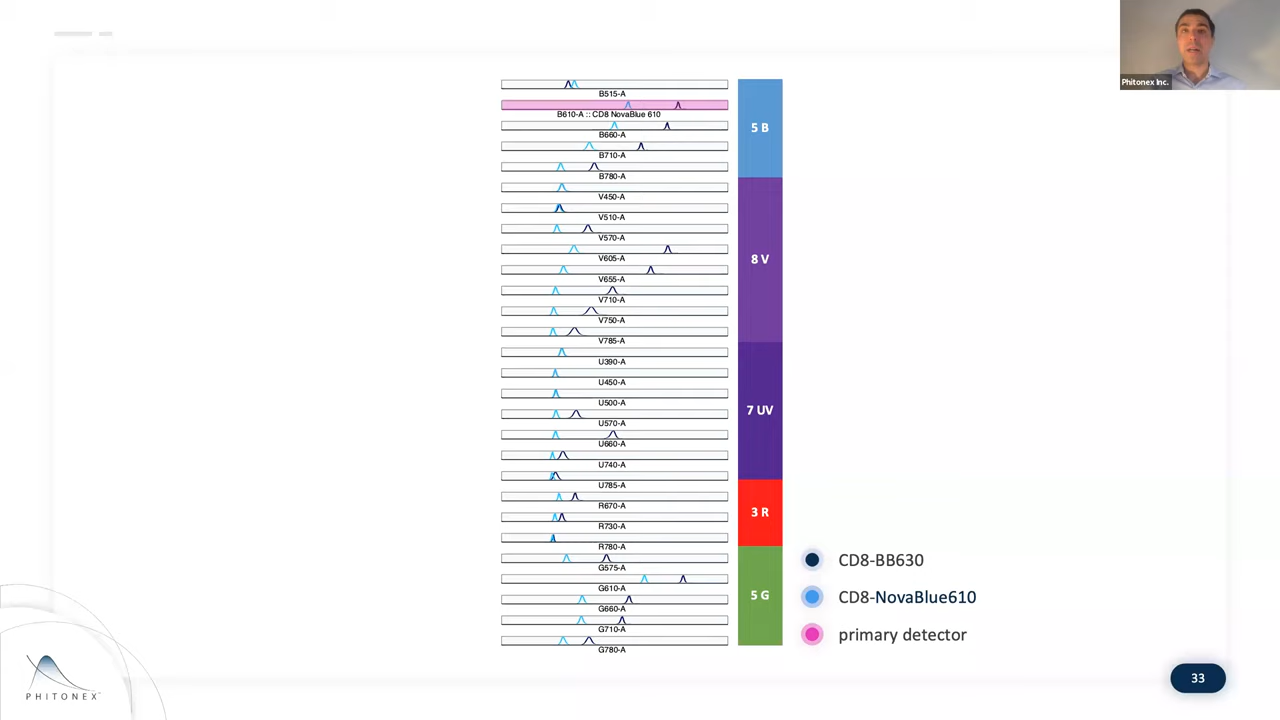 Phitonex Inc.
B515-A
B610-A :: CD8 NovaBlue 610
B660-A
B710-A
B780-A
5 B
V450-A
V510-A
V570-A
V605-A
V655-A
V710-A
V750-A
V785-A
8 V
U390-A
U450-A
U500-A
U570-A
U660-A
U740-A
U785-A
7 UV
R670-A
R730-A
R780-A
3 R
G575-A
G610-A
G660-A
G710-A
G780-A
5 G
CD8-BB630
CD8-NovaBlue610
primary detector
PHITONEX
33